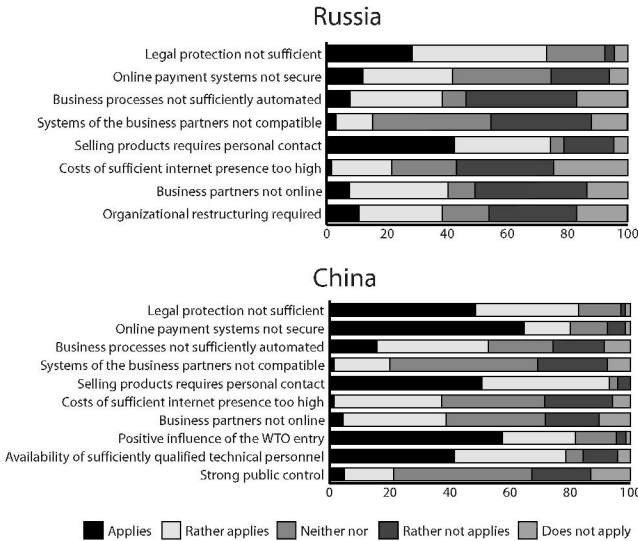 Russia
Legal protection not sufficient
Online payment systems not secure
Business processes not sufficiently automated
Systems of the business partners not compatible
Selling products requires personal contact
Costs of sufficient internet presence too high
Business partners not online
Organizational restructuring required
0 20 40 60 80 100
China
Legal protection not sufficient
Online payment systems not secure
Business processes not sufficiently automated
Systems of the business partners not compatible
Selling products requires personal contact
Costs of sufficient internet presence too high
Business partners not online
Positive influence of the WTO entry
Availability of sufficiently qualified technical personnel
Strong public control
0 20 40 60 80 100
Applies Rather applies Neither nor Rather not applies Does not apply